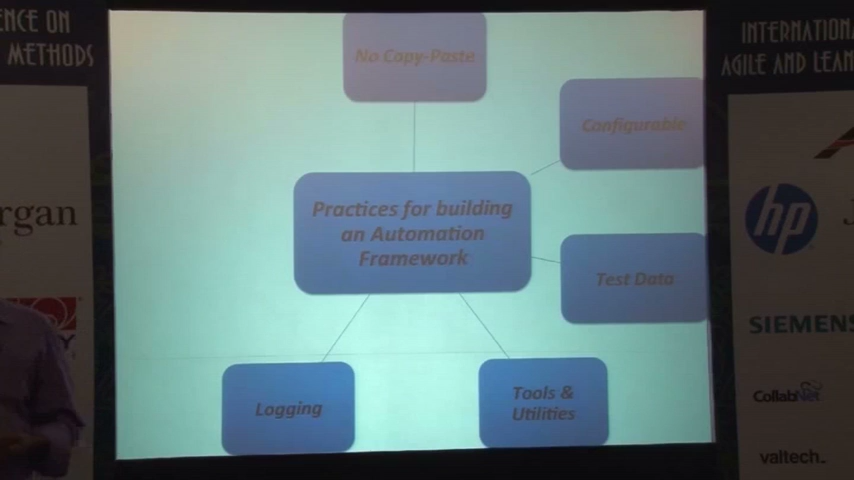 ENCE ON
METHODS
rgan
No Copy-Paste
Configurable
Practices for building
an Automation
Framework
Test Data
Logging
Tools &
Utilities
INTERNATIONA
AGILE AND LEAN
hp
SIEMENS
CollabNet
valtech